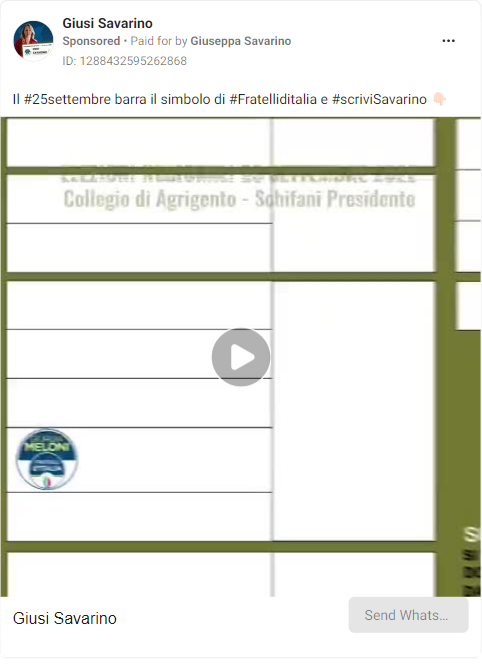 Giusi Savarino
Sponsored • Paid for by Giuseppa Savarino
ID: 1288432595262868
Il #25settembre barra il simbolo di #Fratelliditalia e #scriviSavarino 👇🏻
Collegio di Agrigento - Schifani Presidente
MELONI
Giusi Savarino
Send Whats...